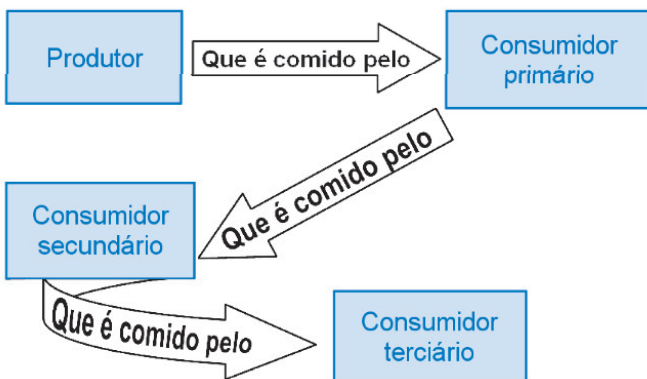 Produtor
Que é comido pelo
Consumidor
primário
Que é comido pelo
Consumidor
secundário
Que é comido pelo
Consumidor
terciário